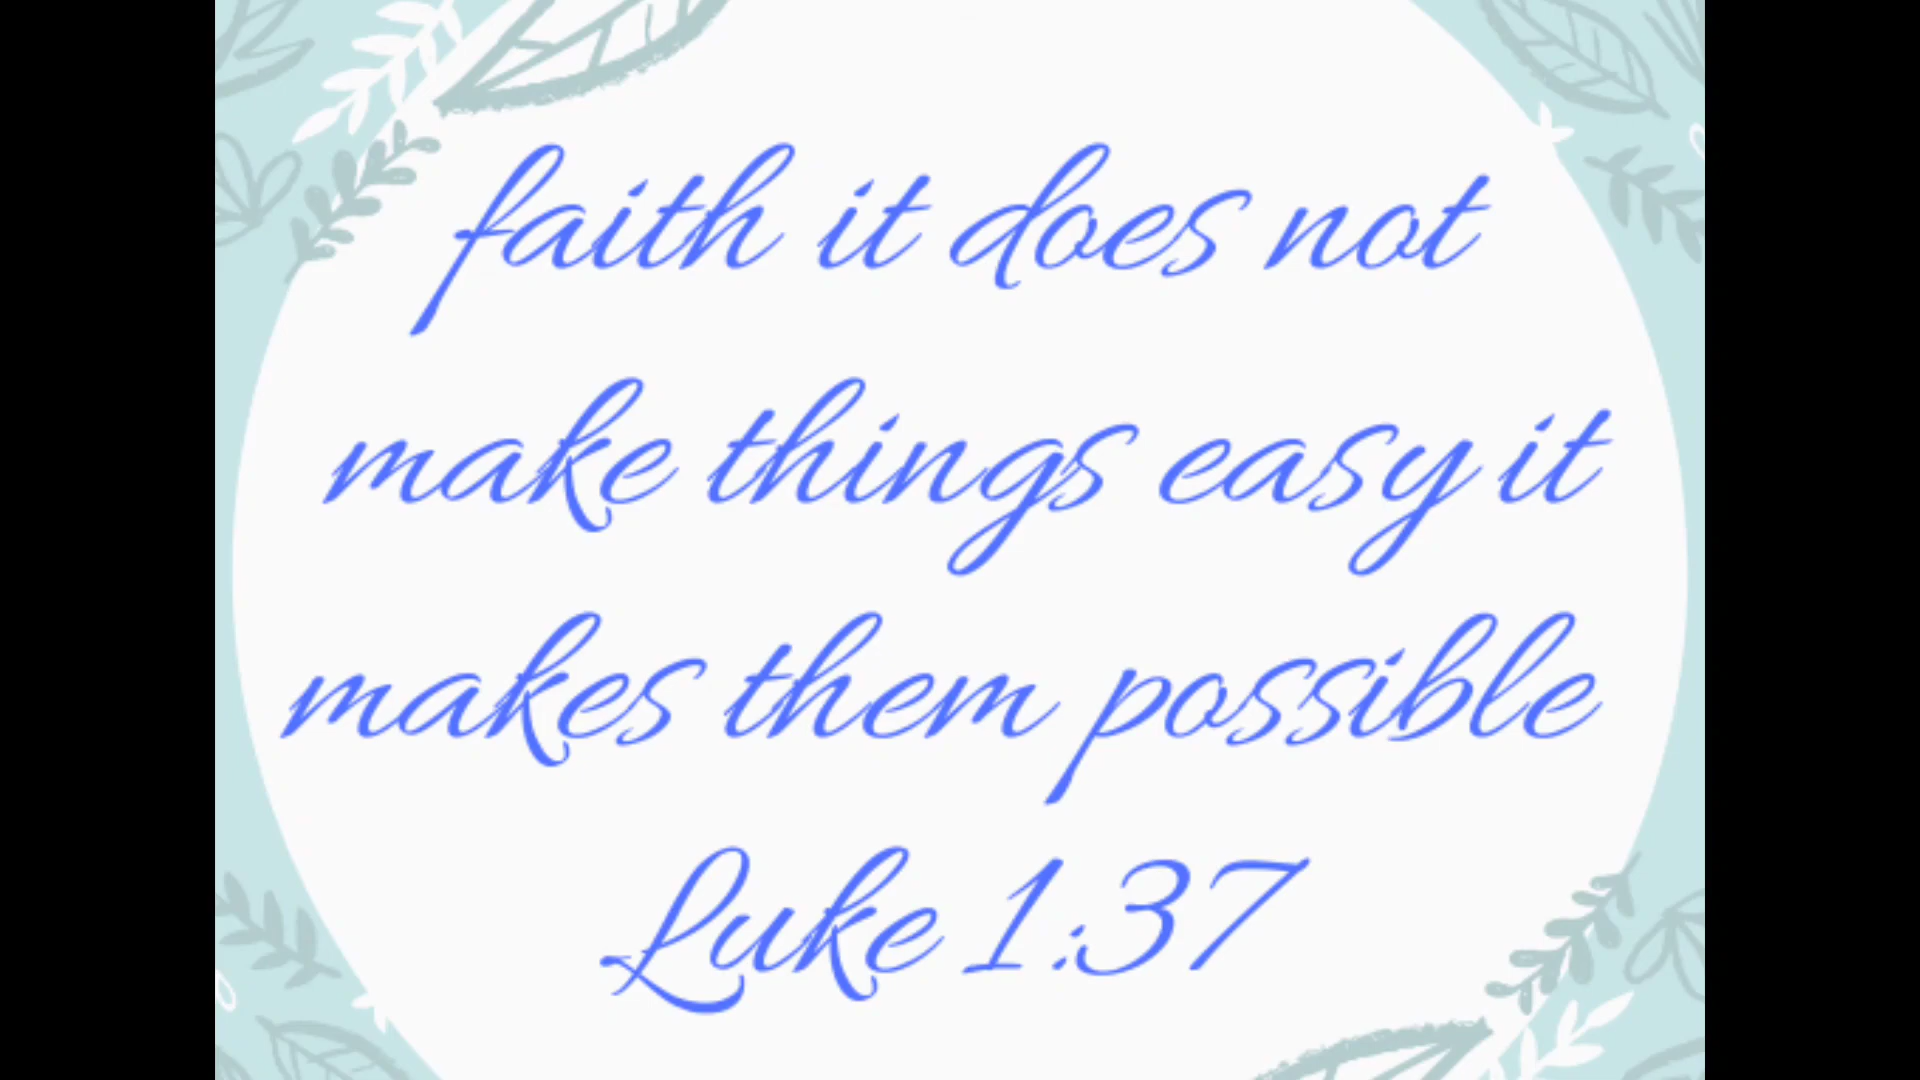 faith it does not
make things easy it
makes them possible
Luke 1:37